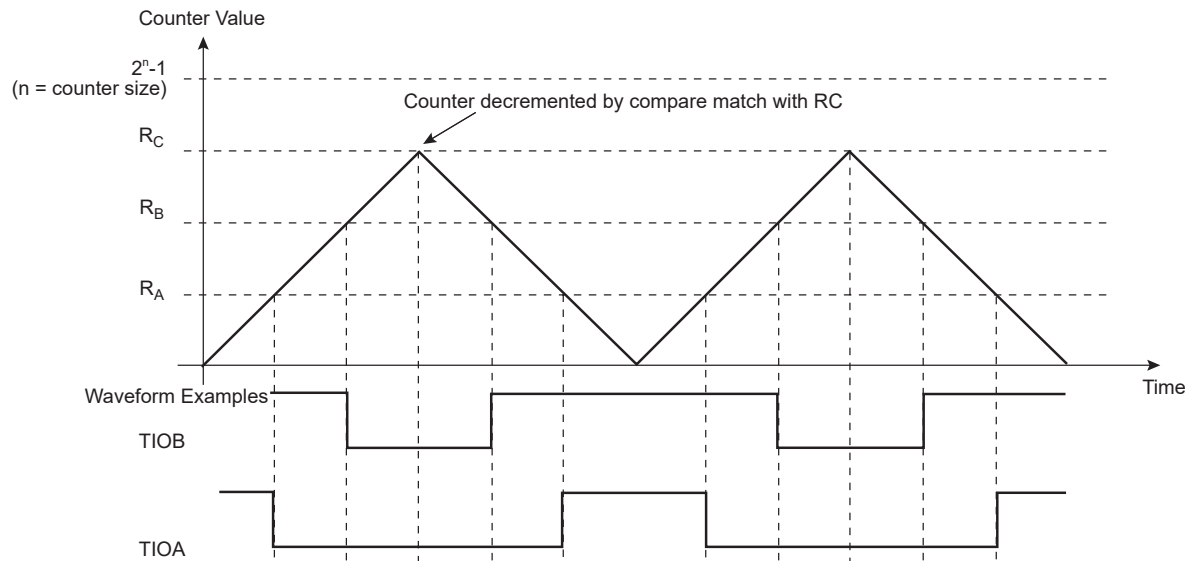 Counter Value
2ⁿ-1
(n = counter size)
Counter decremented by compare match with RC
R_C
R_B
R_A
Time
Waveform Examples
TIOB
TIOA